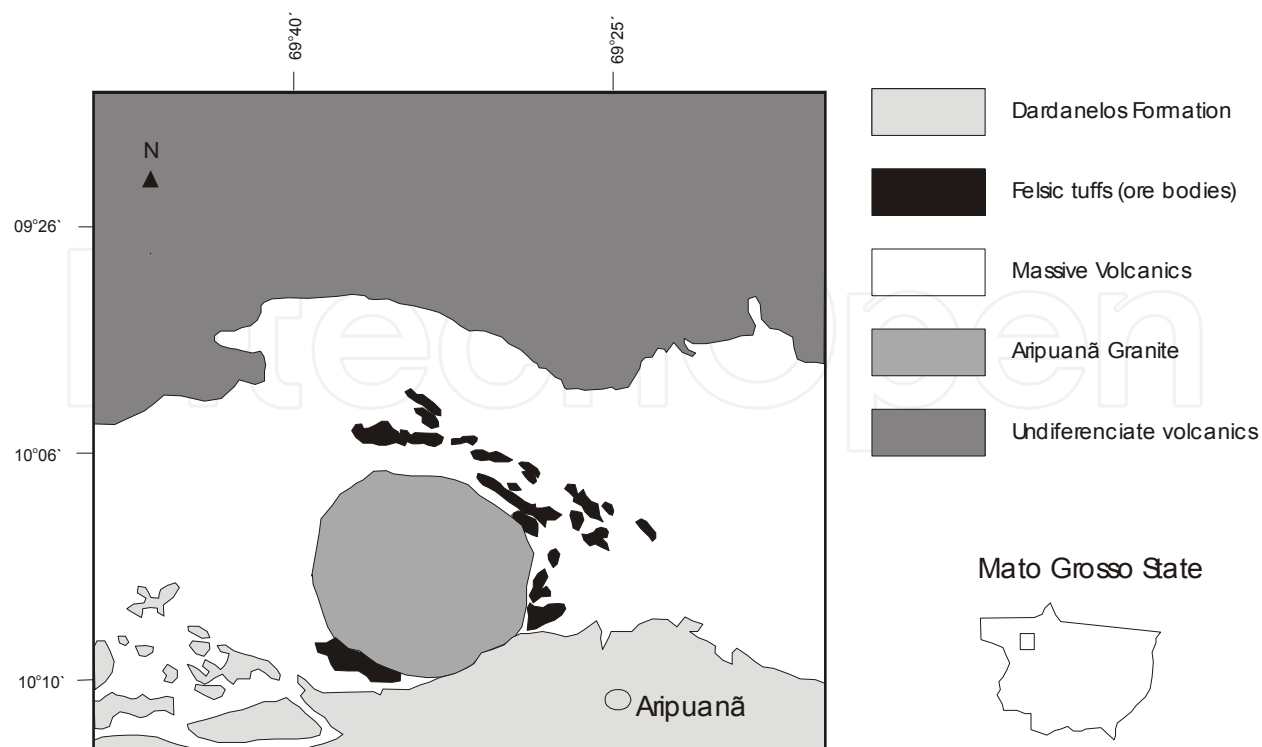 69°40´
69°25´
N
09°26`
10°06`
10°10`
Aripuanã
Dardanelos Formation
Felsic tuffs (ore bodies)
Massive Volcanics
Aripuanã Granite
Undiferenciate volcanics
Mato Grosso State
IntechOpen